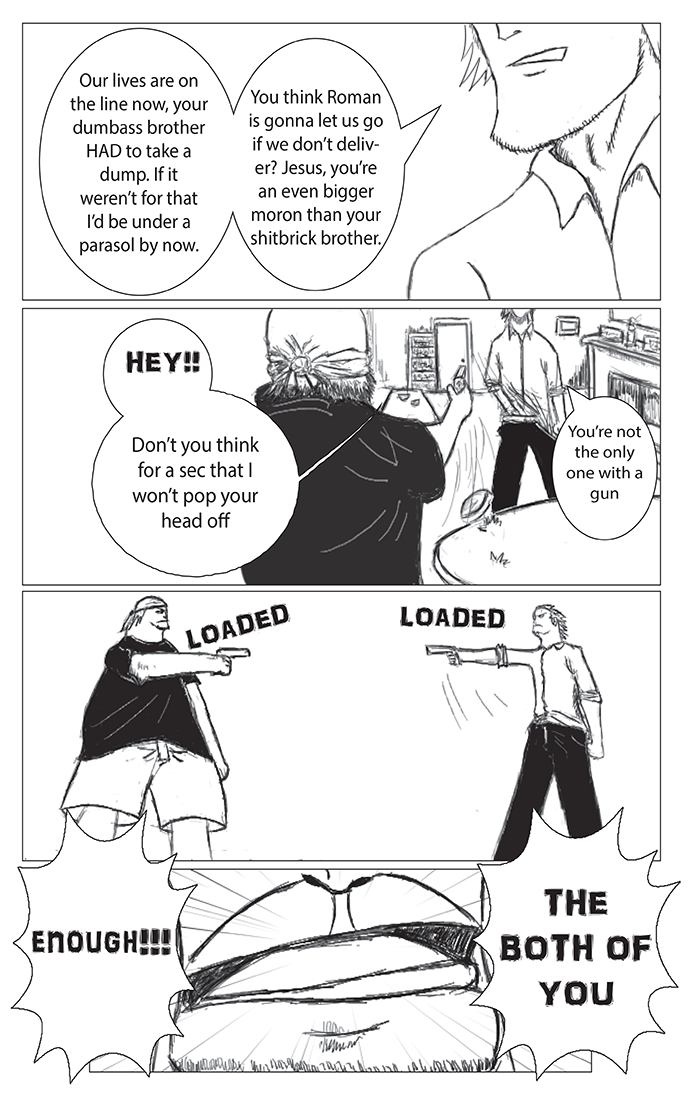 Our lives are on
the line now, your
dumbass brother
HAD to take a
dump. If it
weren't for that
I'd be under a
parasol by now.
You think Roman
is gonna let us go
if we don't deliv-
er? Jesus, you're
an even bigger
moron than your
shitbrick brother.
HEY!!
Don't you think
for a sec that I
won't pop your
head off
You're not
the only
one with a
gun
LOADED
LOADED
ENOUGH!!!
THE
BOTH OF
YOU